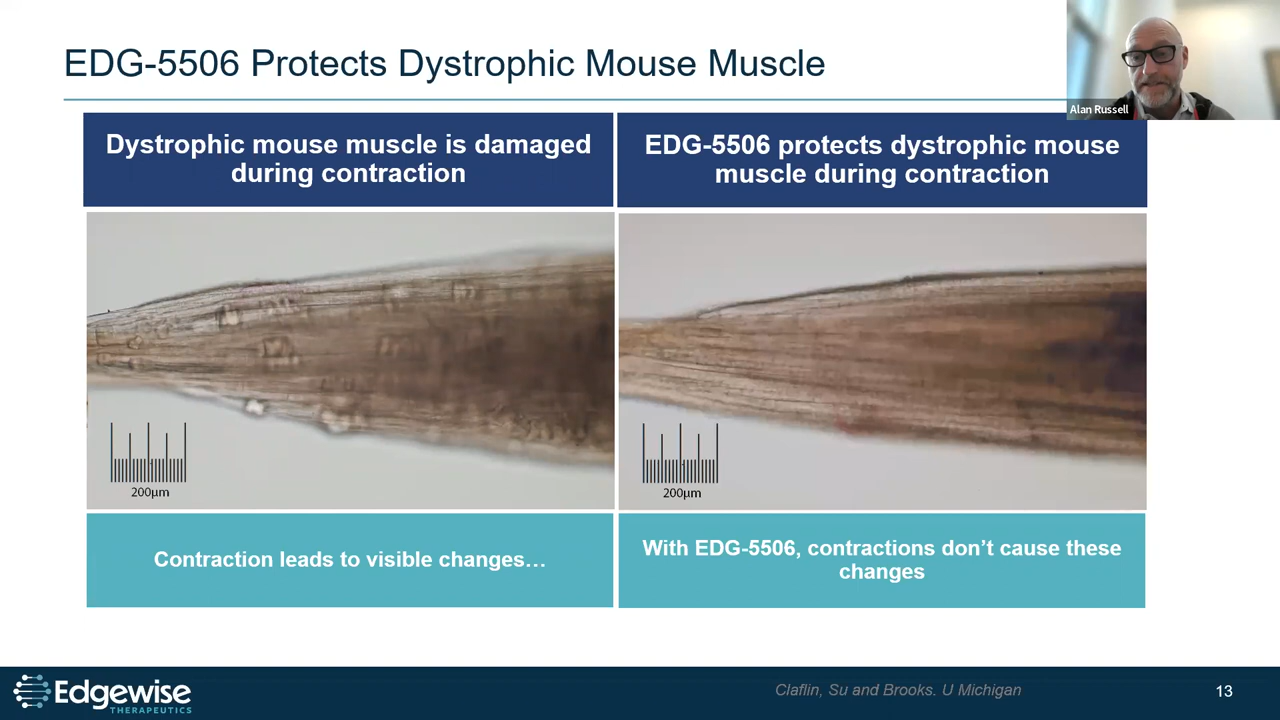 EDG-5506 Protects Dystrophic Mouse Muscle
Alan Russell
Dystrophic mouse muscle is damaged
during contraction
EDG-5506 protects dystrophic mouse
muscle during contraction
200µm
200µm
Contraction leads to visible changes…
With EDG-5506, contractions don’t cause these
changes
Edgewise
THERAPEUTICS
Claflin, Su and Brooks. U Michigan
13